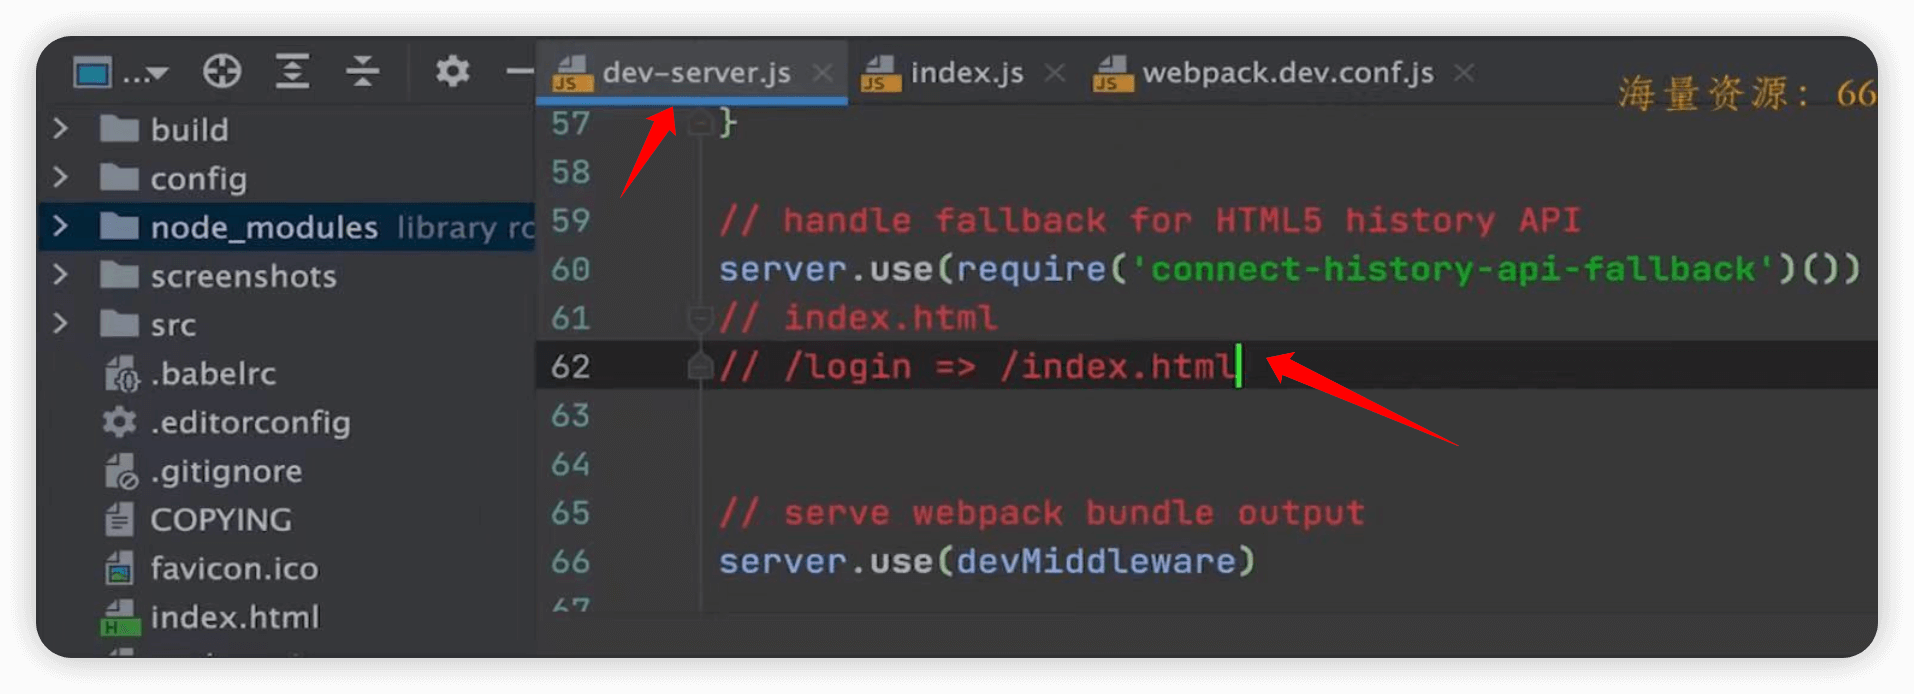 ...
dev-server.js
index.js
webpack.dev.conf.js
海量资源：66
build
config
node_modules library
screenshots
src
.babelrc
.editorconfig
.gitignore
COPYING
favicon.ico
index.html
57 }
58
59 // handle fallback for HTML5 history API
60 server.use(require('connect-history-api-fallback')())
61 // index.html
62 // /login => /index.html
63
64
65 // serve webpack bundle output
66 server.use(devMiddleware)
67